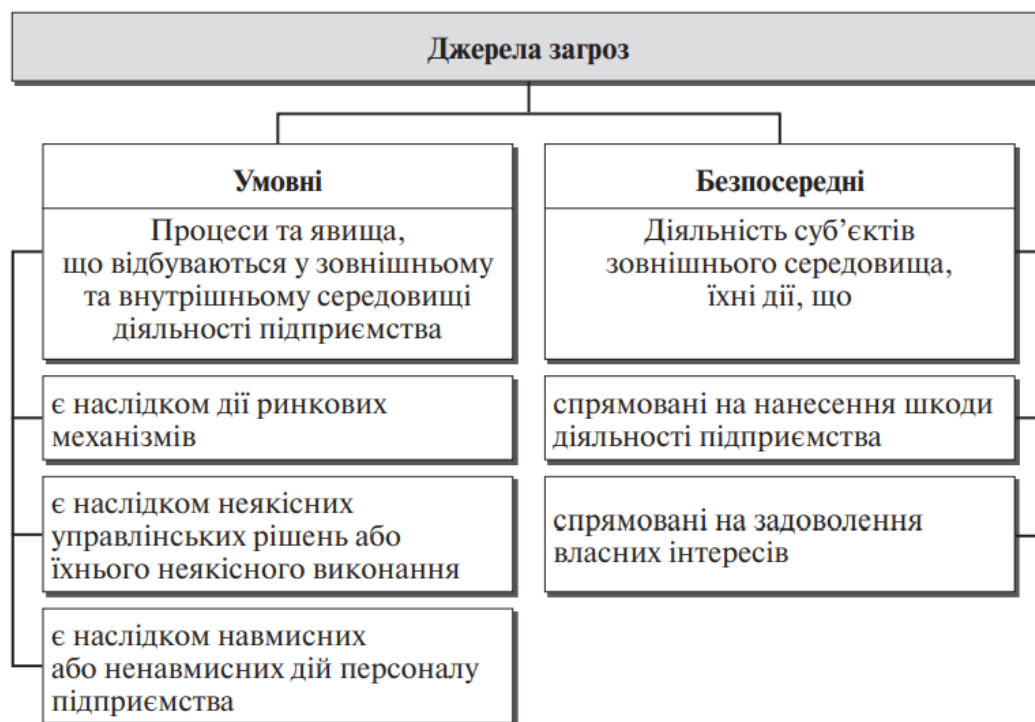 Джерела загроз
Умовні
Процеси та явища,
що відбуваються у зовнішньому
та внутрішньому середовищі
діяльності підприємства
є наслідком дії ринкових
механізмів
є наслідком неякісних
управлінських рішень або
їхнього неякісного виконання
є наслідком навмисних
або ненавмисних дій персоналу
підприємства
Безпосередні
Діяльність суб’єктів
зовнішнього середовища,
їхні дії, що
спрямовані на нанесення шкоди
діяльності підприємства
спрямовані на задоволення
власних інтересів